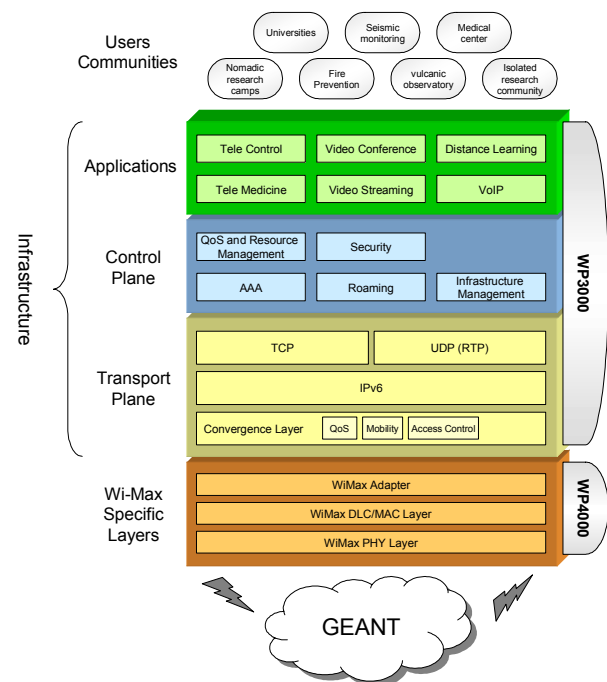 Users
Communities
Universities
Seismic
monitoring
Medical
center
Nomadic
research
camps
Fire
Prevention
vulcanic
observatory
Isolated
research
community
Infrastructure
Applications
Tele Control
Video Conference
Distance Learning
Tele Medicine
Video Streaming
VoIP
Control
Plane
QoS and Resource
Management
Security
AAA
Roaming
Infrastructure
Management
WP3000
Transport
Plane
TCP
UDP (RTP)
IPv6
Convergence Layer
QoS
Mobility
Access Control
Wi-Max
Specific
Layers
WiMax Adapter
WiMax DLC/MAC Layer
WiMax PHY Layer
WP4000
GEANT